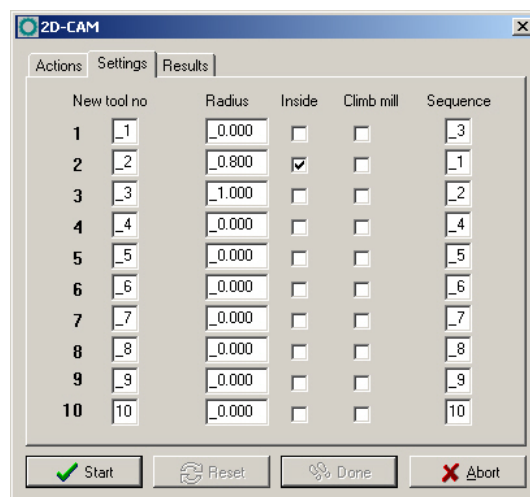 2D-CAM
Actions Settings Results
New tool no Radius Inside Climb mill Sequence
1 _1 _0.000 _3
2 _2 _0.800 _1
3 _3 _1.000 _2
4 _4 _0.000 _4
5 _5 _0.000 _5
6 _6 _0.000 _6
7 _7 _0.000 _7
8 _8 _0.000 _8
9 _9 _0.000 _9
10 10 _0.000 10
Start Reset Done Abort